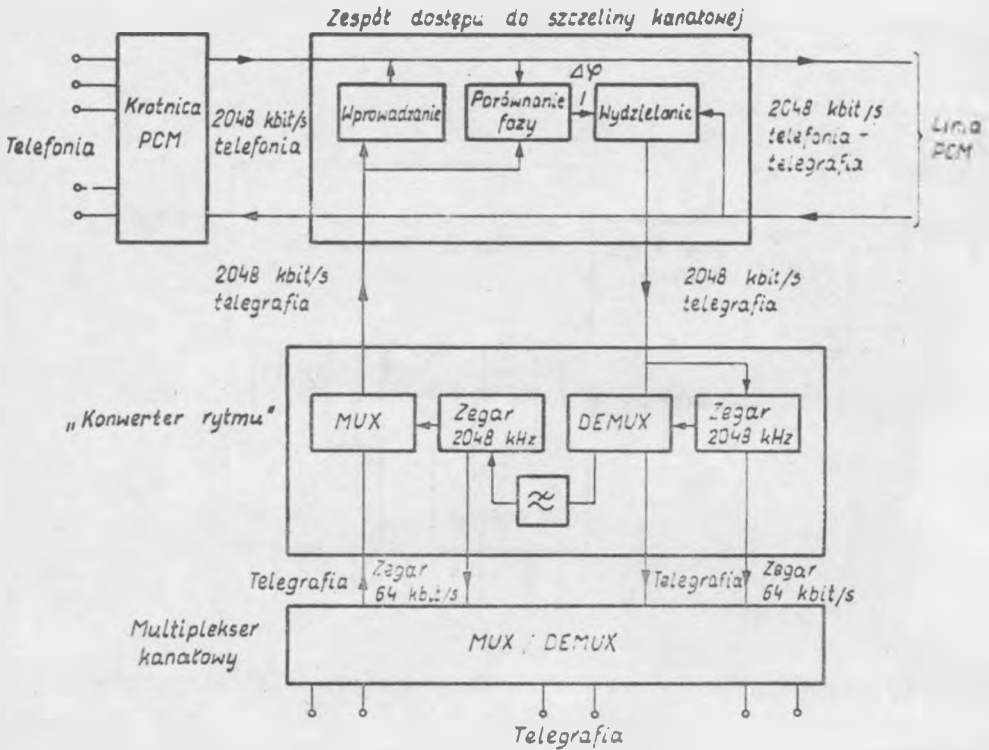 Zespół dostępu do szczeliny kanałowej
Krotnica
PCM
Telefonia
2048 kbit/s
telefonia
Wprowadzanie
Porównanie
fazy
Δφ
Wydzielanie
2048 kbit/s
telefonia -
telegrafia
Linia
PCM
2048 kbit/s
telegrafia
2048 kbit/s
telegrafia
„Konwerter rytmu"
MUX
Zegar
2048 kHz
DEMUX
Zegar
2048 kHz
≈
Telegrafia
Zegar
64 kbit/s
Telegrafia
Zegar
64 kbit/s
Multiplekser
kanałowy
MUX / DEMUX
Telegrafia